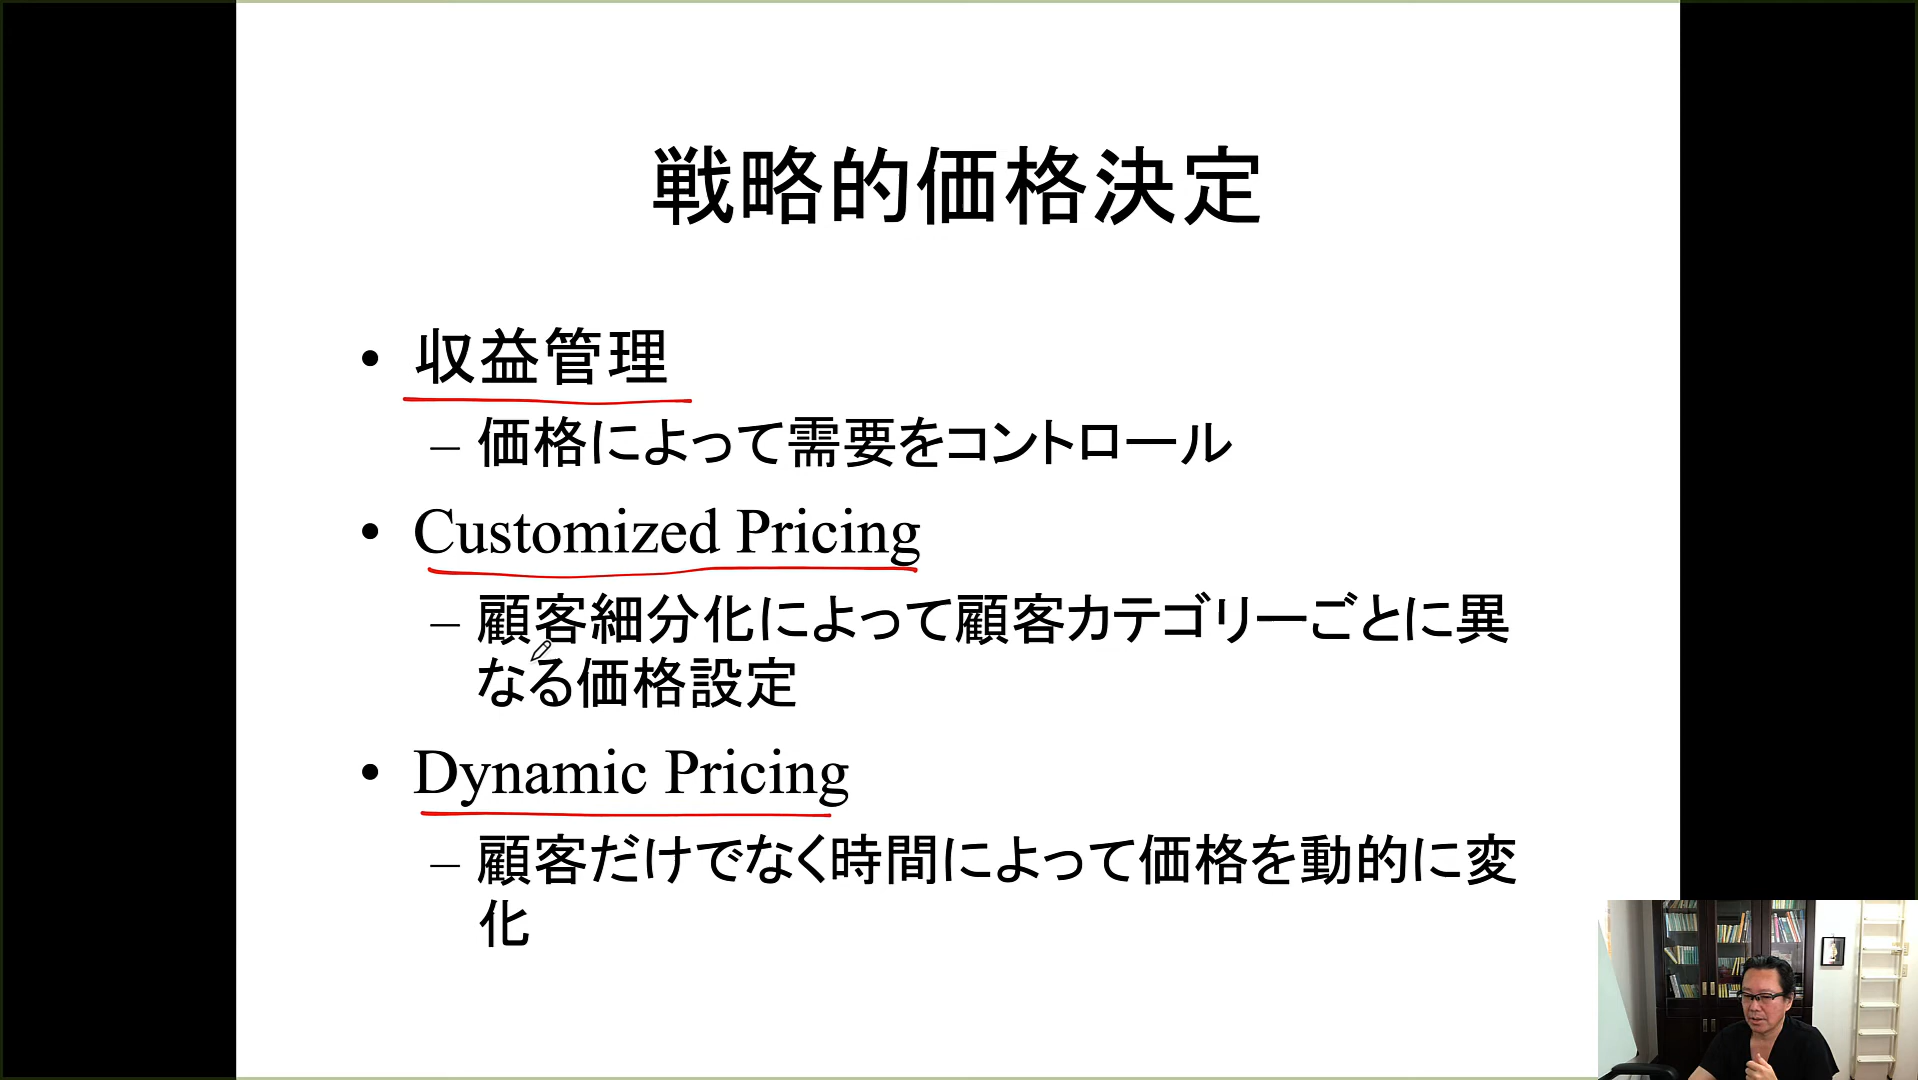 戦略的価格決定
• 収益管理
– 価格によって需要をコントロール
• Customized Pricing
– 顧客細分化によって顧客カテゴリーごとに異
なる価格設定
• Dynamic Pricing
– 顧客だけでなく時間によって価格を動的に変
化